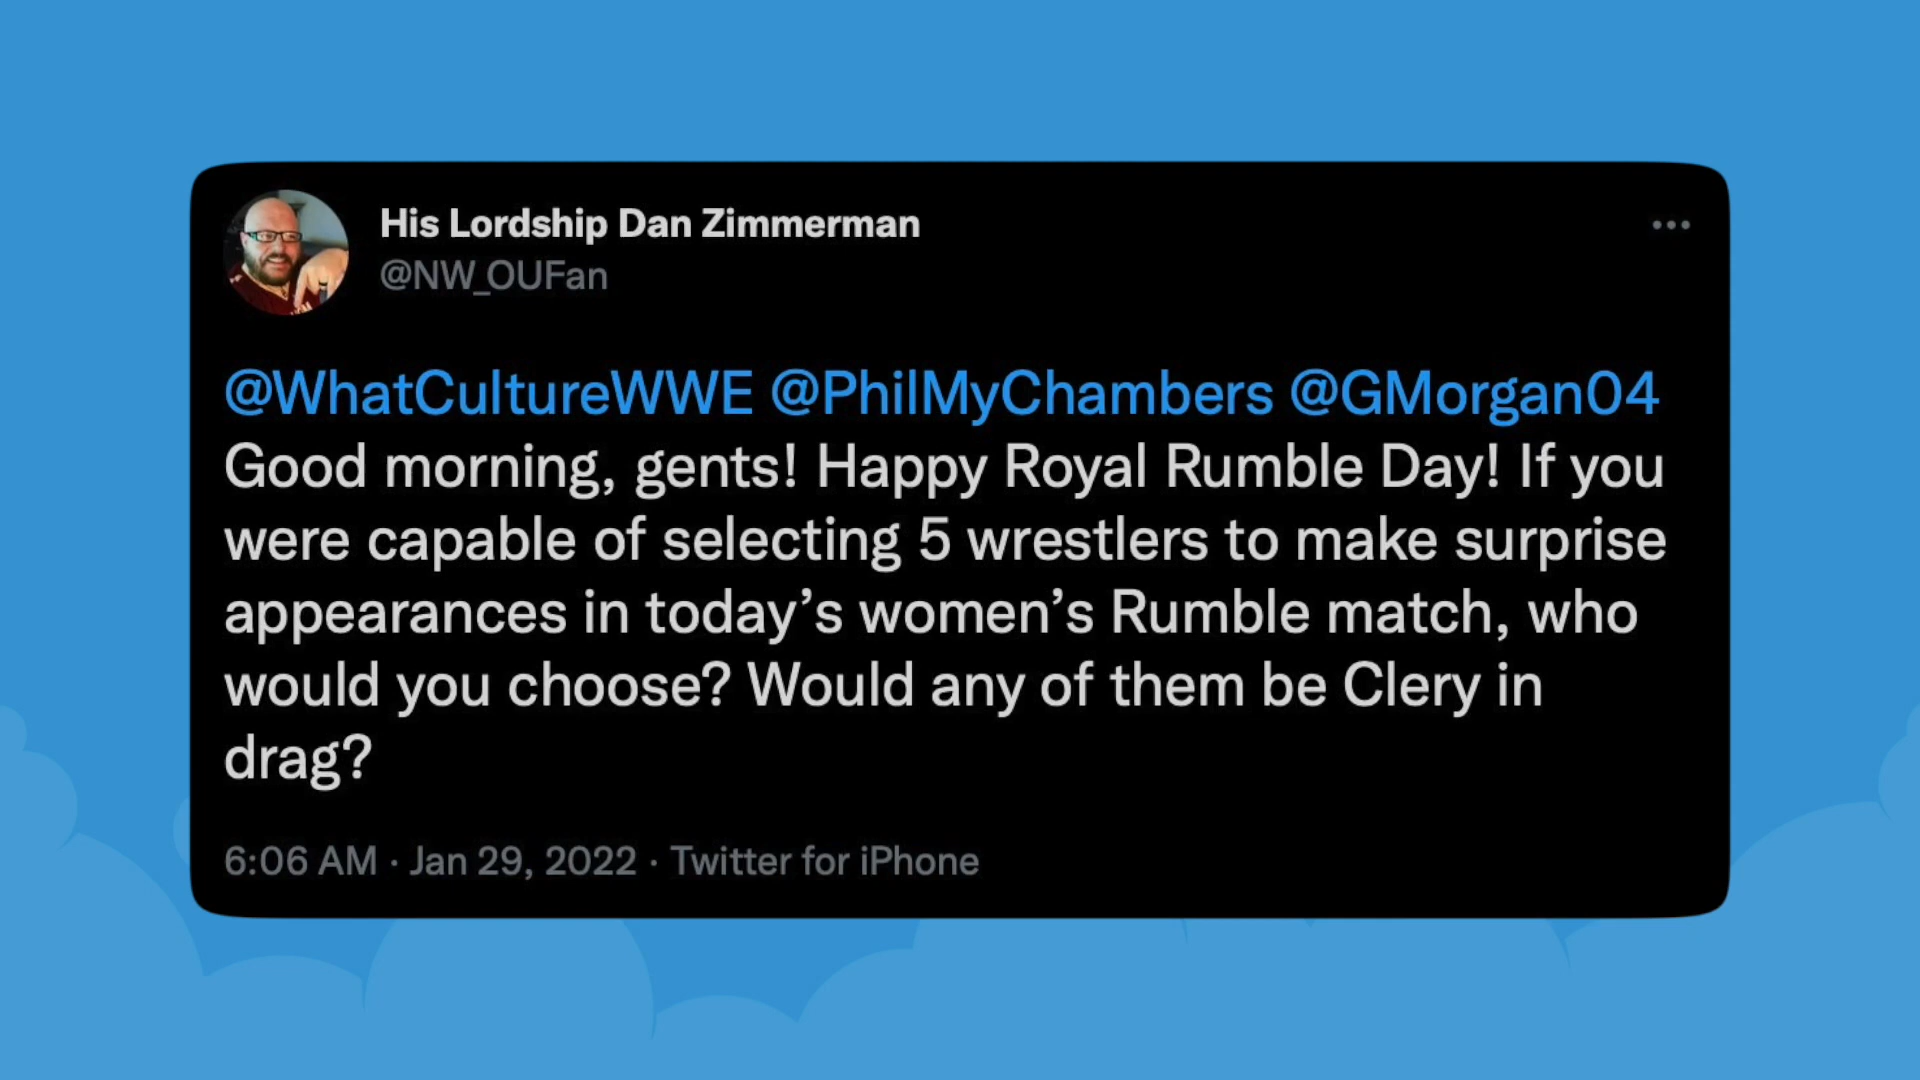 His Lordship Dan Zimmerman
@NW_OUFan
@WhatCultureWWE @PhilMyChambers @GMorgan04
Good morning, gents! Happy Royal Rumble Day! If you
were capable of selecting 5 wrestlers to make surprise
appearances in today’s women’s Rumble match, who
would you choose? Would any of them be Clery in
drag?
6:06 AM · Jan 29, 2022 · Twitter for iPhone